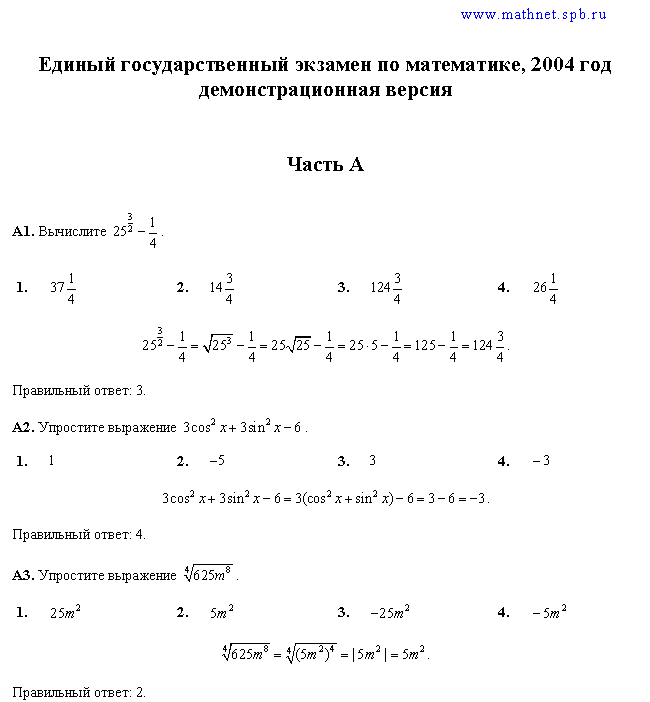 www.mathnet.spb.ru
Единый государственный экзамен по математике, 2004 год
демонстрационная версия
Часть А
А1. Вычислите 25^{3/2} − 1/4 .
1. 37 1/4 2. 14 3/4 3. 124 3/4 4. 26 1/4
25^{3/2} − 1/4 = √25³ − 1/4 = 25√25 − 1/4 = 25·5 − 1/4 = 125 − 1/4 = 124 3/4 .
Правильный ответ: 3.
А2. Упростите выражение 3cos² x + 3sin² x − 6 .
1. 1 2. −5 3. 3 4. −3
3cos² x + 3sin² x − 6 = 3(cos² x + sin² x) − 6 = 3 − 6 = −3 .
Правильный ответ: 4.
А3. Упростите выражение ⁴√625m⁸ .
1. 25m² 2. 5m² 3. −25m² 4. −5m²
⁴√625m⁸ = ⁴√(5m²)⁴ = |5m²| = 5m² .
Правильный ответ: 2.